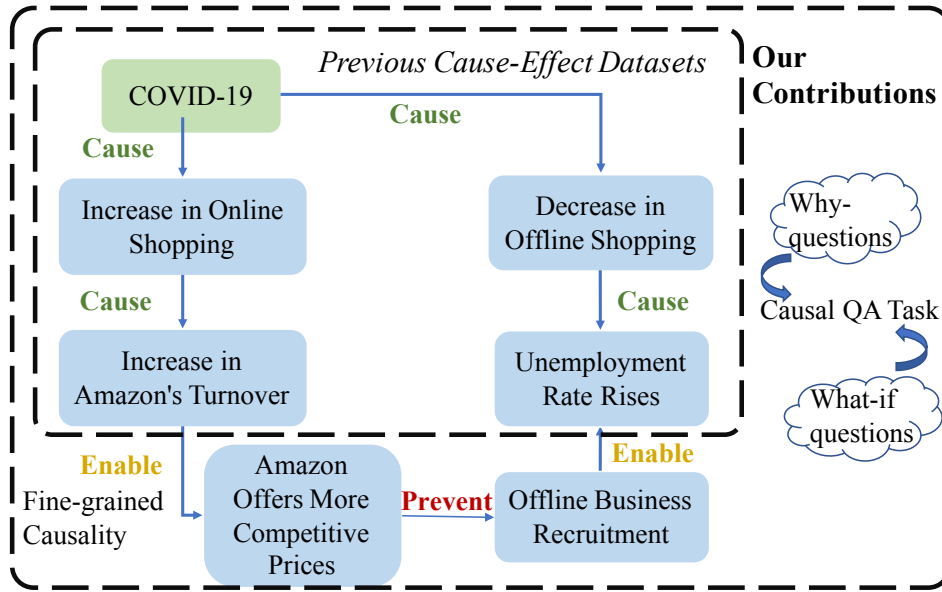 Previous Cause-Effect Datasets
Our
Contributions
COVID-19
Cause
Cause
Increase in Online
Shopping
Decrease in
Offline Shopping
Why-
questions
Cause
Cause
Causal QA Task
Increase in
Amazon's Turnover
Unemployment
Rate Rises
What-if
questions
Enable
Enable
Fine-grained
Causality
Amazon
Offers More
Competitive
Prices
Prevent
Offline Business
Recruitment